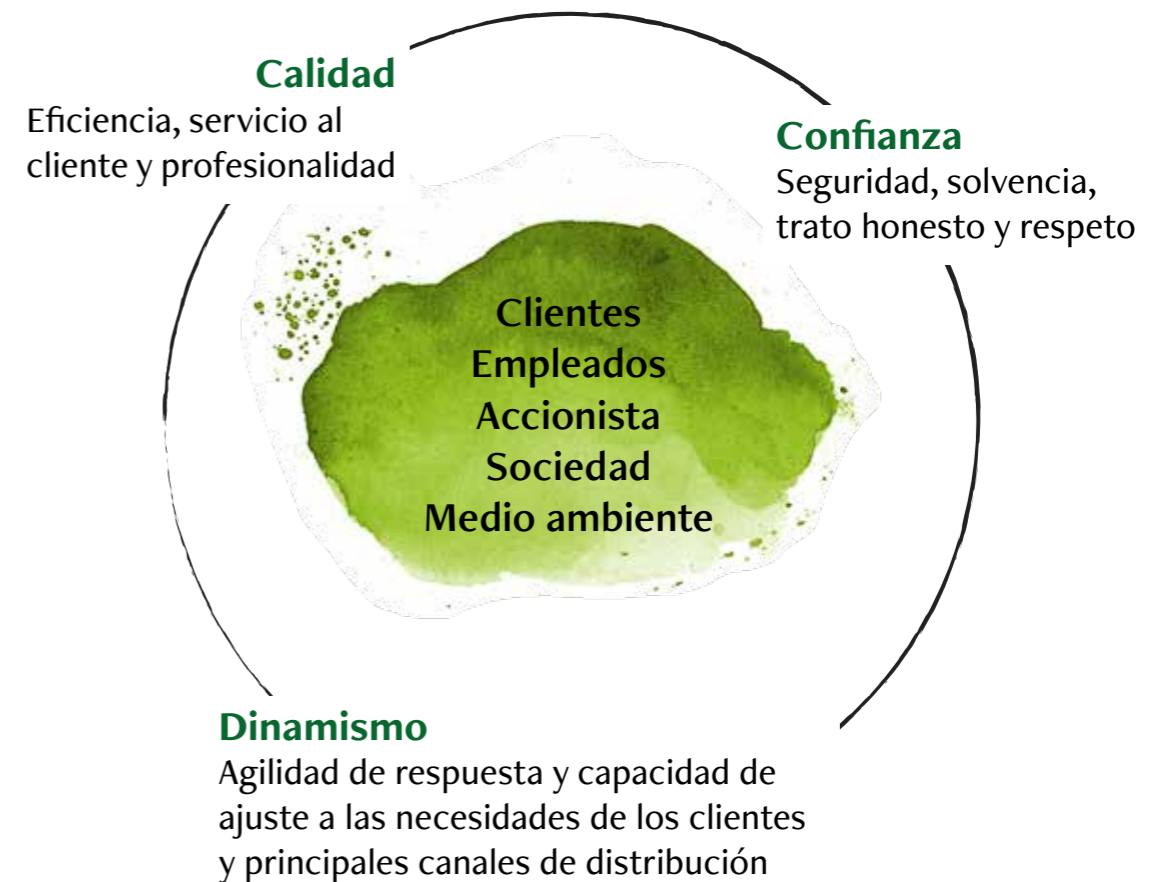 Calidad
Eficiencia, servicio al
cliente y profesionalidad
Confianza
Seguridad, solvencia,
trato honesto y respeto
Clientes
Empleados
Accionista
Sociedad
Medio ambiente
Dinamismo
Agilidad de respuesta y capacidad de
ajuste a las necesidades de los clientes
y principales canales de distribución